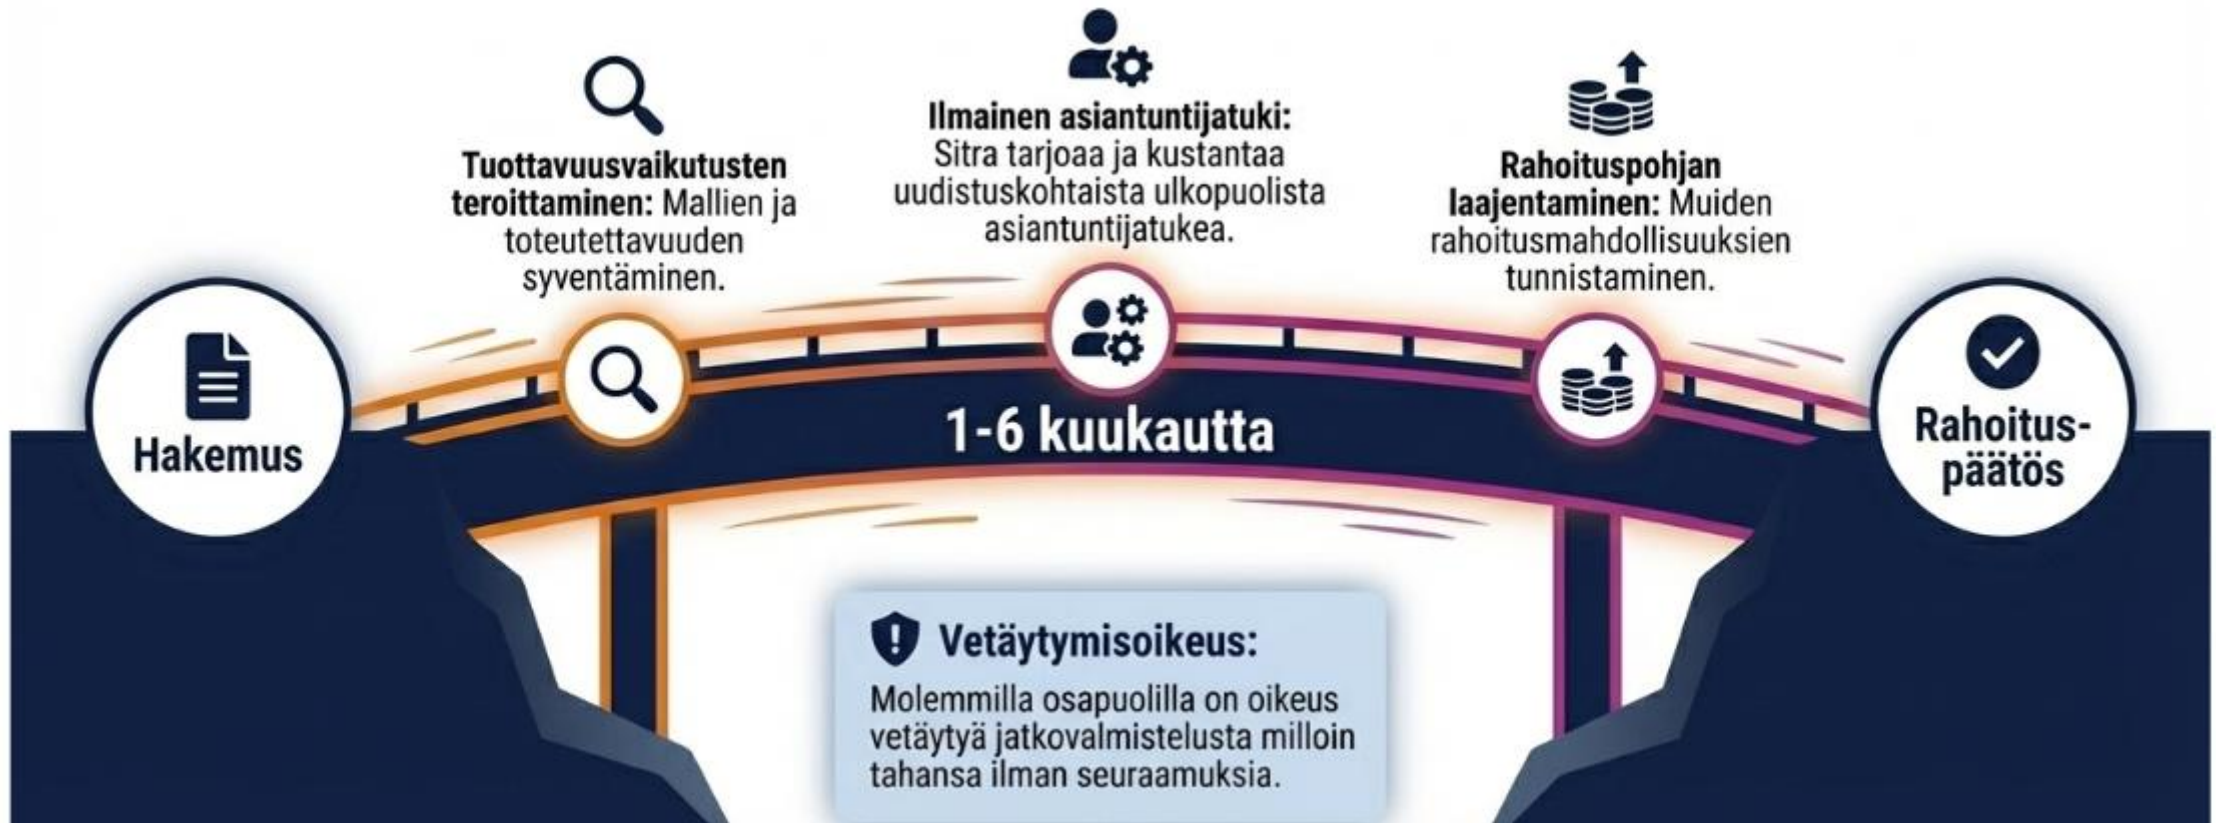 Hakemus
Tuottavuusvaikutusten
teroittaminen: Mallien ja
toteutettavuuden
syventäminen.
Ilmainen asiantuntijatuki:
Sitra tarjoaa ja kustantaa
uudistuskohtaista ulkopuolista
asiantuntijatukea.
Rahoituspohjan
laajentaminen: Muiden
rahoitusmahdollisuuksien
tunnistaminen.
1-6 kuukautta
Rahoitus-
päätös
Vetäytymisoikeus:
Molemmilla osapuolilla on oikeus
vetäytyä jatkovalmistelusta milloin
tahansa ilman seuraamuksia.